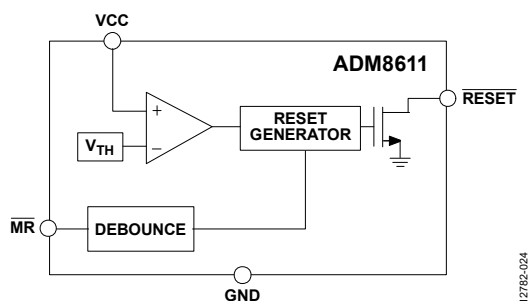 VCC
ADM8611
RESET
RESET
GENERATOR
+
VTH
−
MR
DEBOUNCE
GND
12782-024